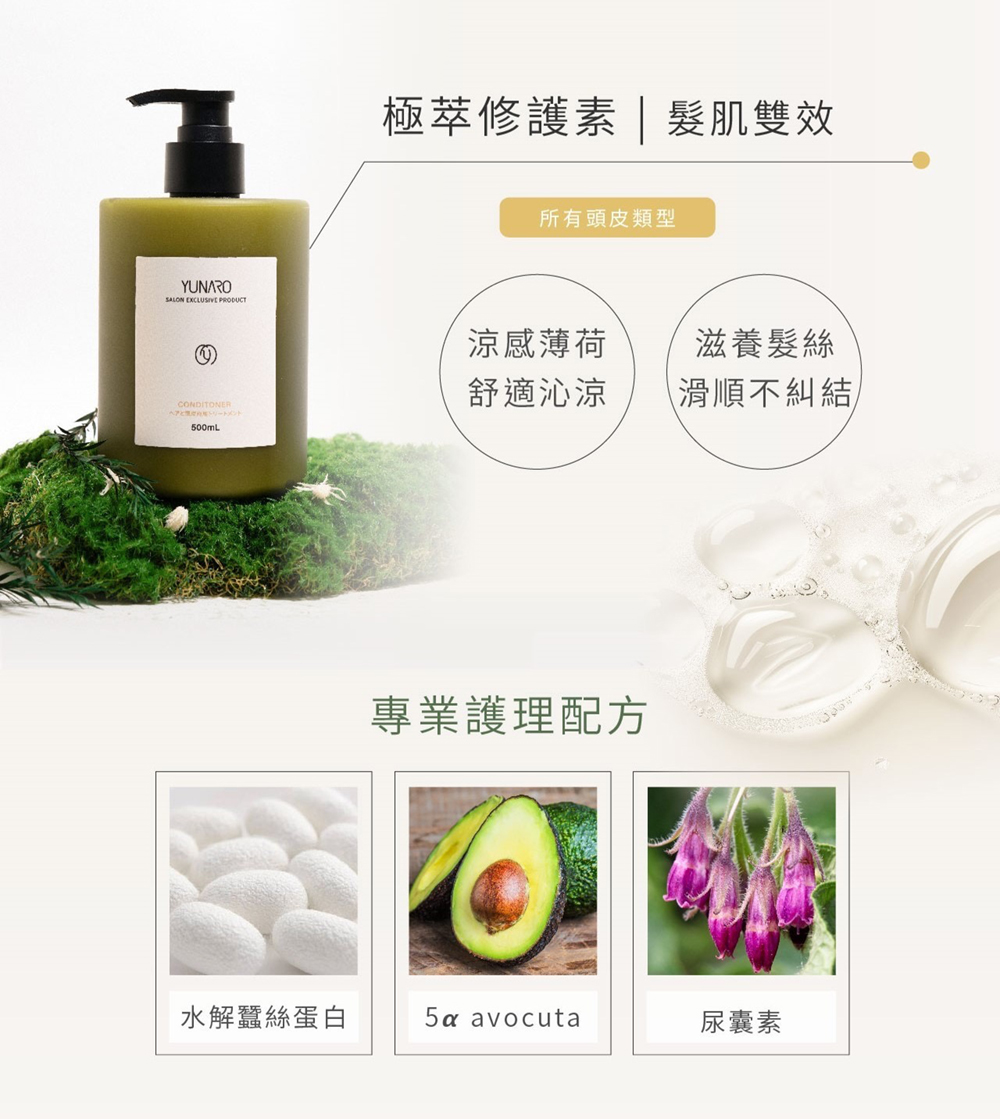 極萃修護素 | 髮肌雙效
所有頭皮類型
涼感薄荷
舒適沁涼
滋養髮絲
滑順不糾結
YUNARO
SALON EXCLUSIVE PRODUCT
CONDITONER
500mL
專業護理配方
水解蠶絲蛋白
5α avocuta
尿囊素